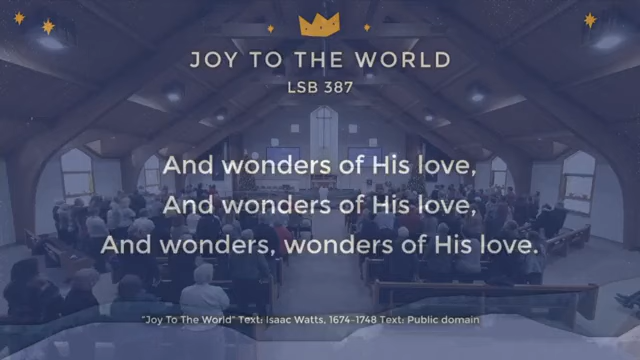 JOY TO THE WORLD
LSB 387
And wonders of His love,
And wonders of His love,
And wonders, wonders of His love.
"Joy To The World" Text: Isaac Watts, 1674–1748 Text: Public domain